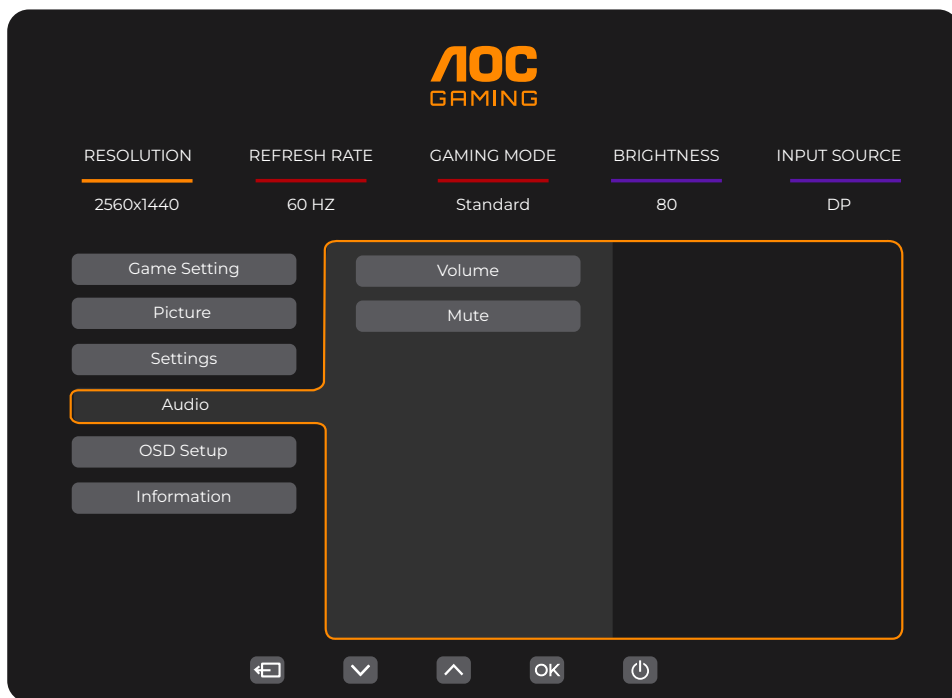 AOC
GAMING
RESOLUTION REFRESH RATE GAMING MODE BRIGHTNESS INPUT SOURCE
2560x1440 60 HZ Standard 80 DP
Game Setting Volume
Picture Mute
Settings
Audio
OSD Setup
Information
OK